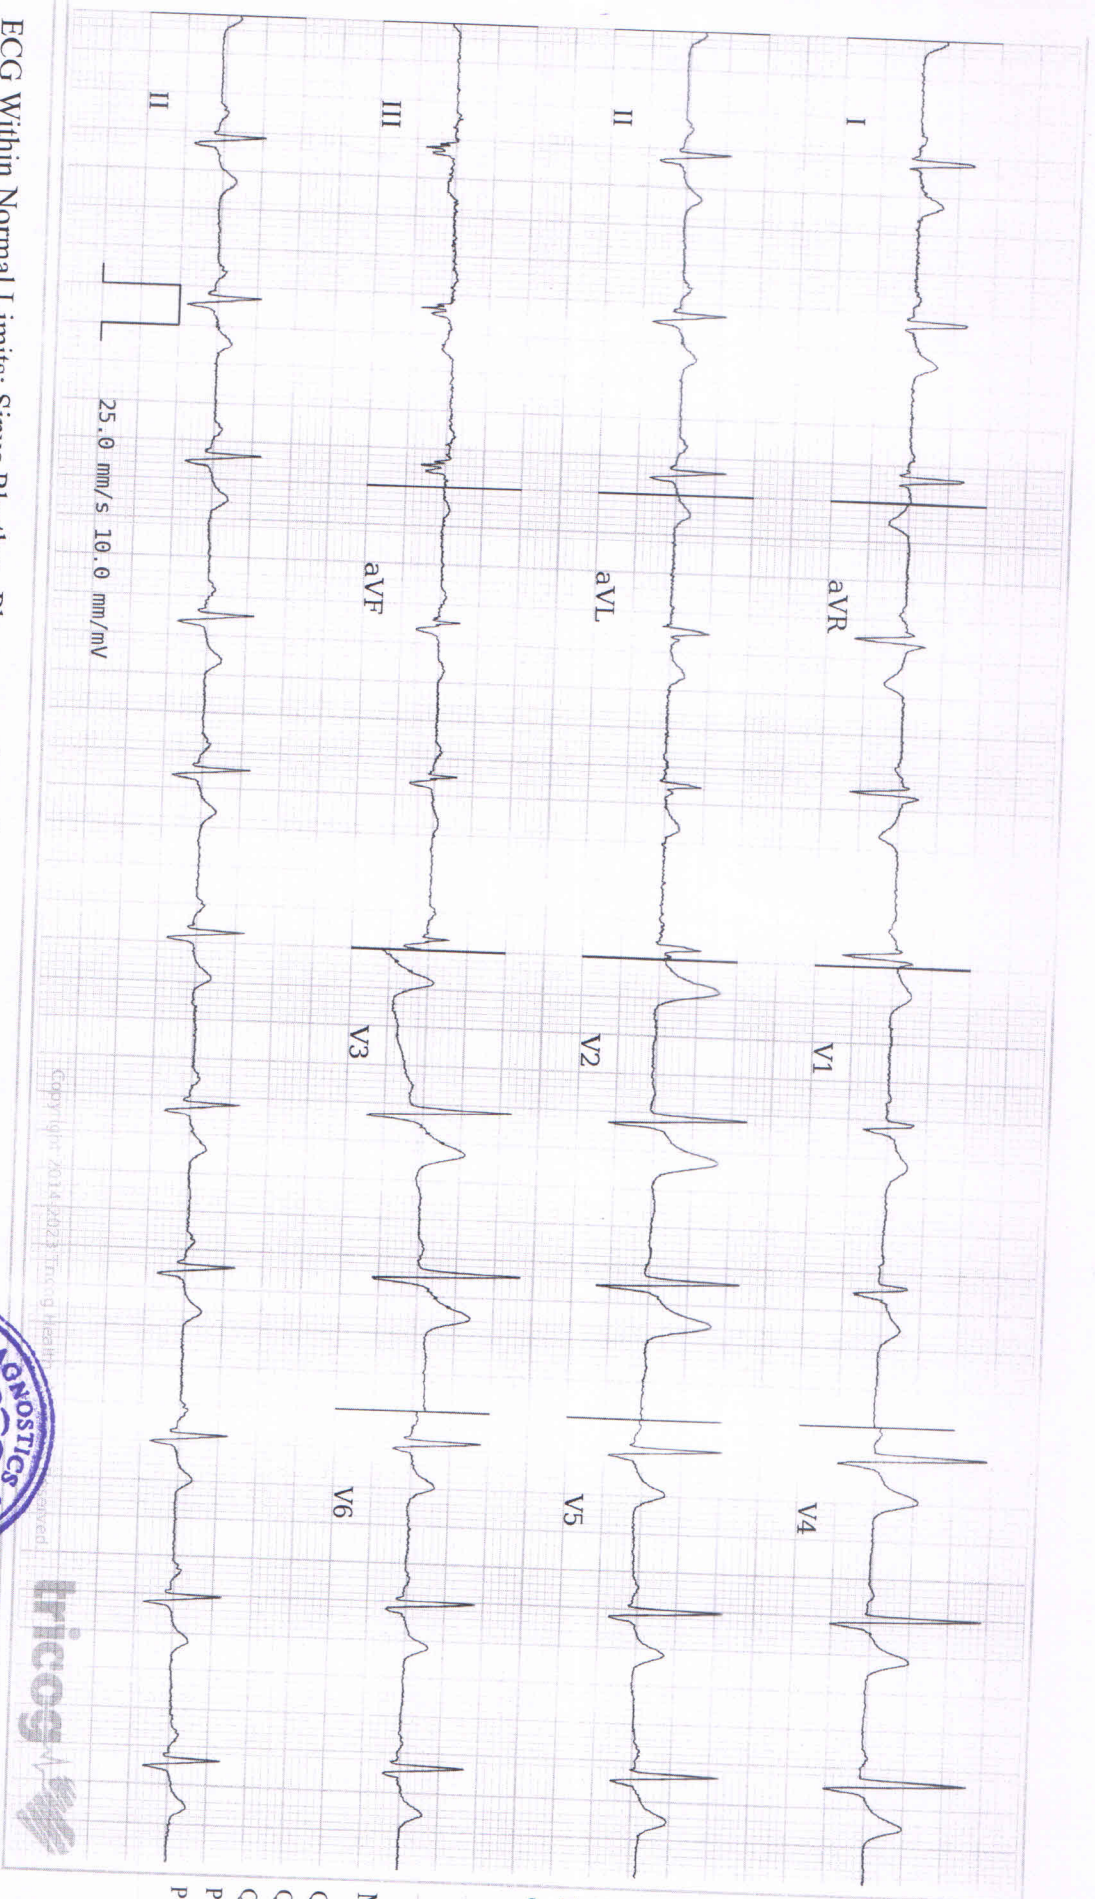 I aVR V1 V4
II aVL V2 V5
III aVF V3 V6
II
25.0 mm/s 10.0 mm/mV
Copyright 2014-2023 Tricog Health
tricog
ECG Within Normal Limits: Sinus Rhythm
AGNOSTICS